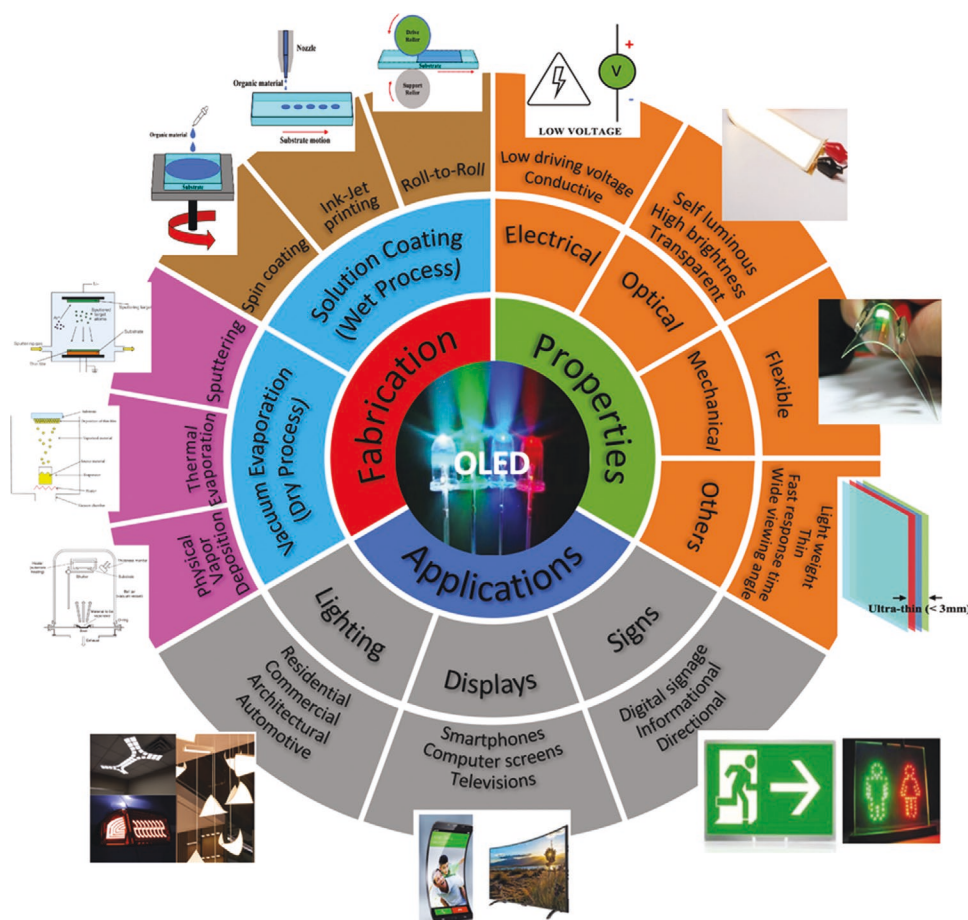 Drive
Roller
Substrate
Support
Roller
Nozzle
Organic material
Substrate motion
Organic material
Substrate
V
LOW VOLTAGE
Spin coating
Ink-Jet
printing
Roll-to-Roll
Low driving voltage
Conductive
Self luminous
High brightness
Transparent
Flexible
Light weight
Thin
Fast response time
Wide viewing angle
Solution Coating
(Wet Process)
Electrical
Optical
Mechanical
Others
Sputtering
Thermal
Evaporation
Physical
Vapor
Deposition
Vacuum Evaporation
(Dry Process)
Fabrication
Properties
Applications
OLED
Ultra-thin (< 3mm)
Lighting
Displays
Signs
Residential
Commercial
Architectural
Automotive
Smartphones
Computer screens
Televisions
Digital signage
Informational
Directional